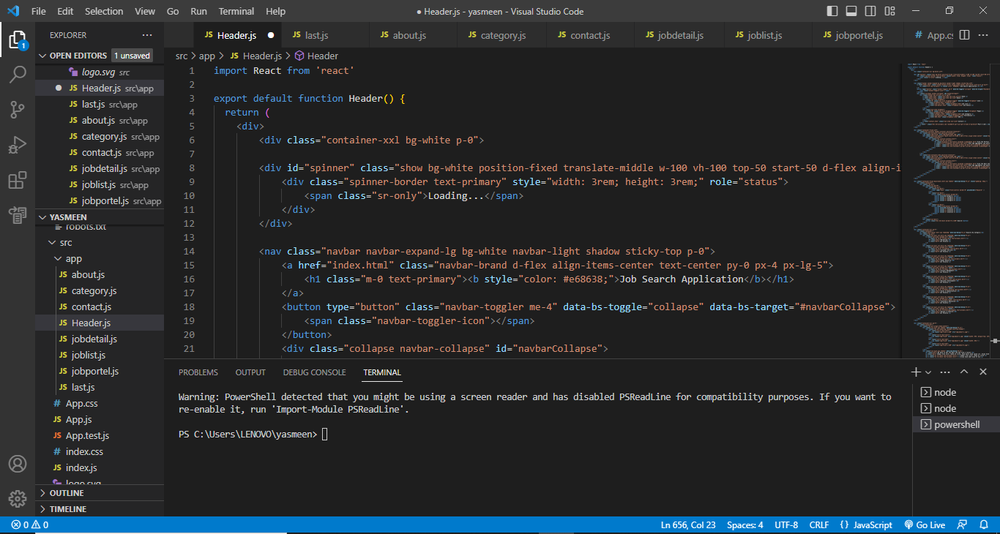 File Edit Selection View Go Run Terminal Help
● Header.js - yasmeen - Visual Studio Code
EXPLORER
JS Header.js ●
JS last.js
JS about.js
JS category.js
JS contact.js
JS jobdetail.js
JS joblist.js
JS jobportel.js
# App.cs
1
OPEN EDITORS 1 unsaved
logo.svg src
● JS Header.js src\app
JS last.js src\app
JS about.js src\app
JS category.js src\app
JS contact.js src\app
JS jobdetail.js src\app
JS joblist.js src\app
JS jobportel.js src\app
YASMEEN
robots.txt
src
app
JS about.js
JS category.js
JS contact.js
JS Header.js
JS jobdetail.js
JS joblist.js
JS jobportel.js
JS last.js
# App.css
JS App.js
JS App.test.js
# index.css
JS index.js
logo.svg
OUTLINE
TIMELINE
src > app > JS Header.js > Header
1 import React from 'react'
2
3 export default function Header() {
4 return (
5 <div>
6 <div class="container-xxl bg-white p-0">
7
8 <div id="spinner" class="show bg-white position-fixed translate-middle w-100 vh-100 top-50 start-50 d-flex align-i
9 <div class="spinner-border text-primary" style="width: 3rem; height: 3rem;" role="status">
10 <span class="sr-only">Loading...</span>
11 </div>
12 </div>
13
14 <nav class="navbar navbar-expand-lg bg-white navbar-light shadow sticky-top p-0">
15 <a href="index.html" class="navbar-brand d-flex align-items-center text-center py-0 px-4 px-lg-5">
16 <h1 class="m-0 text-primary"><b style="color: #e68638;">Job Search Application</b></h1>
17 </a>
18 <button type="button" class="navbar-toggler me-4" data-bs-toggle="collapse" data-bs-target="#navbarCollapse">
19 <span class="navbar-toggler-icon"></span>
20 </button>
21 <div class="collapse navbar-collapse" id="navbarCollapse">
PROBLEMS OUTPUT DEBUG CONSOLE TERMINAL
Warning: PowerShell detected that you might be using a screen reader and has disabled PSReadLine for compatibility purposes. If you want to
re-enable it, run 'Import-Module PSReadLine'.
PS C:\Users\LENOVO\yasmeen>
node
node
powershell
0 0
Ln 656, Col 23 Spaces: 4 UTF-8 CRLF {} JavaScript Go Live